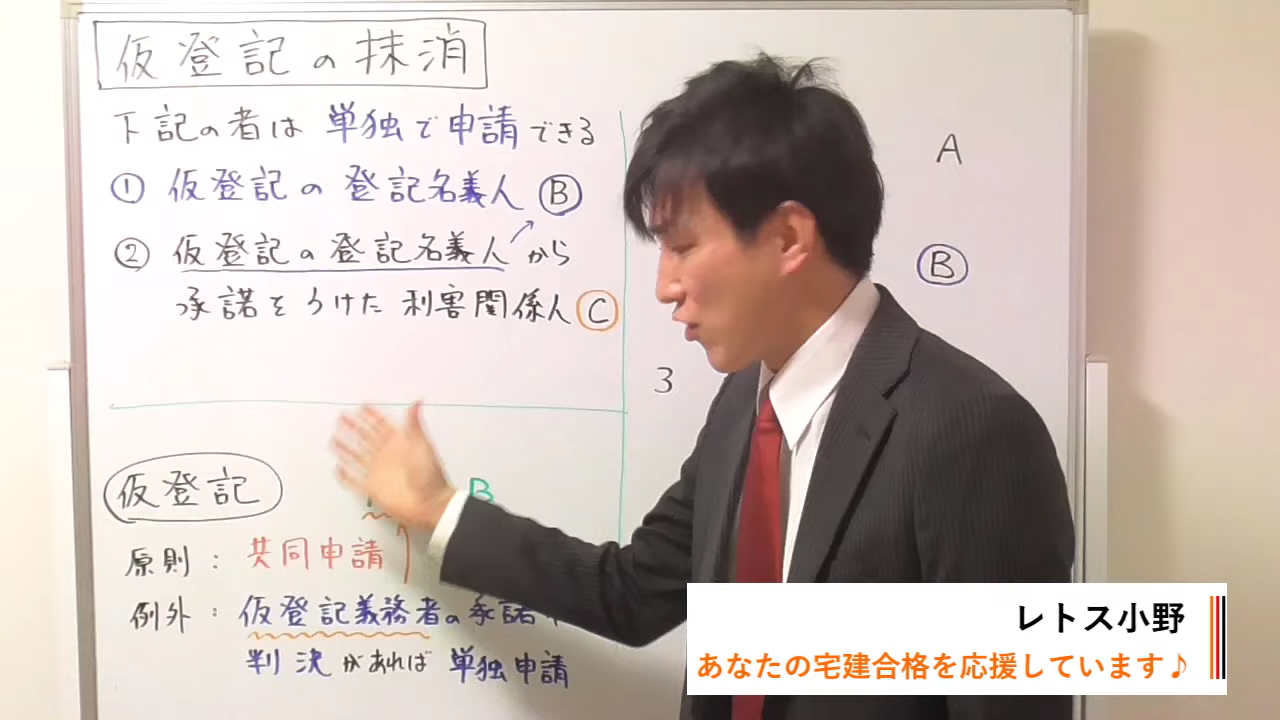 仮登記の抹消
下記の者は 単独で申請できる
① 仮登記の登記名義人 B
② 仮登記の登記名義人から
承諾をうけた利害関係人 C
A
B
3
仮登記
B
原則：共同申請
例外：仮登記義務者の承諾
判決があれば 単独申請
レトス小野
あなたの宅建合格を応援しています♪